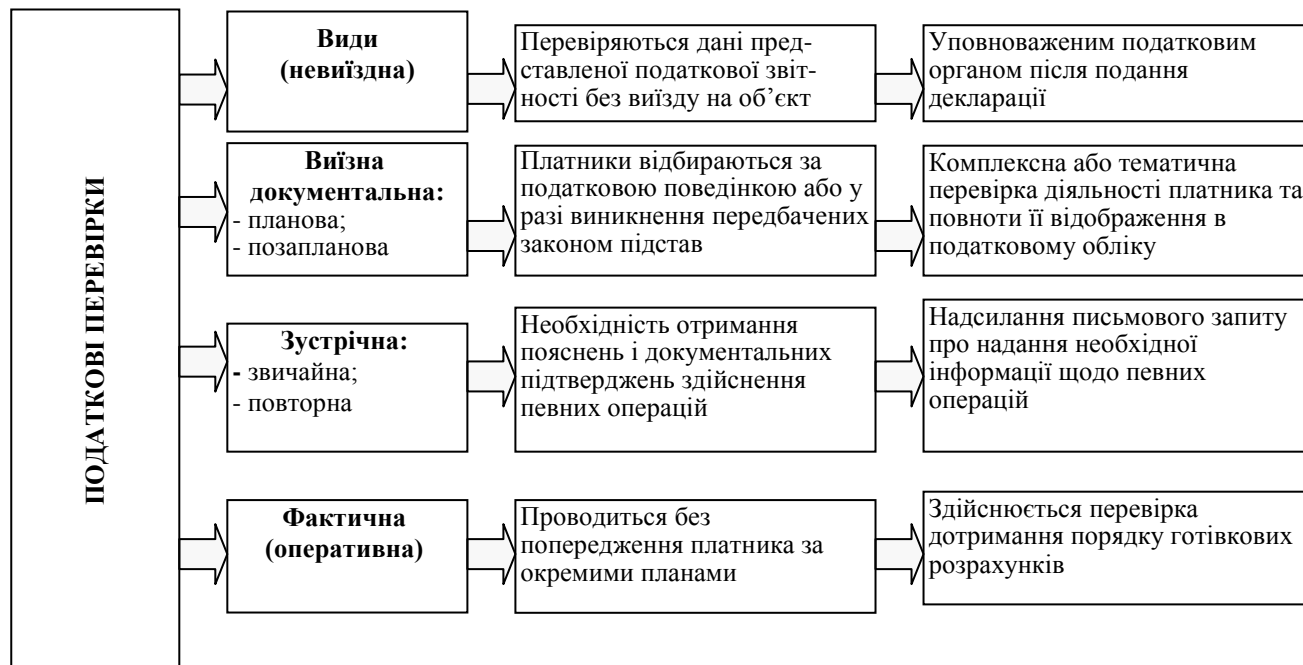 ПОДАТКОВІ ПЕРЕВІРКИ
Види
(невиїздна)
Перевіряються дані пред-
ставленої податкової звіт-
ності без виїзду на об’єкт
Уповноваженим податковим
органом після подання
декларації
Виїзна
документальна:
- планова;
- позапланова
Платники відбираються за
податковою поведінкою або у
разі виникнення передбачених
законом підстав
Комплексна або тематична
перевірка діяльності платника та
повноти її відображення в
податковому обліку
Зустрічна:
- звичайна;
- повторна
Необхідність отримання
пояснень і документальних
підтверджень здійснення
певних операцій
Надсилання письмового запиту
про надання необхідної
інформації щодо певних
операцій
Фактична
(оперативна)
Проводиться без
попередження платника за
окремими планами
Здійснюється перевірка
дотримання порядку готівкових
розрахунків